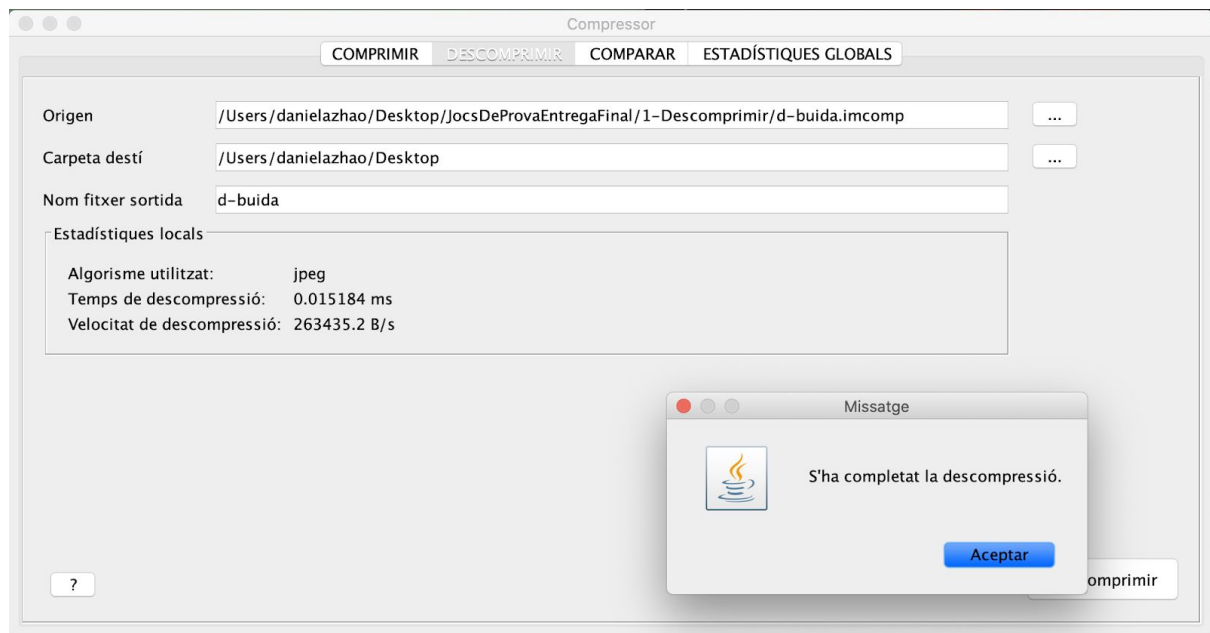 Compressor
COMPRIMIR DESCOMPRIMIR COMPARAR ESTADÍSTIQUES GLOBALS
Origen /Users/danielazhao/Desktop/JocsDeProvaEntregaFinal/1-Descomprimir/d-buida.imcomp ...
Carpeta destí /Users/danielazhao/Desktop ...
Nom fitxer sortida d-buida
Estadístiques locals
Algorisme utilitzat: jpeg
Temps de descompressió: 0.015184 ms
Velocitat de descompressió: 263435.2 B/s
Missatge
S'ha completat la descompressió.
Aceptar
? omprimir